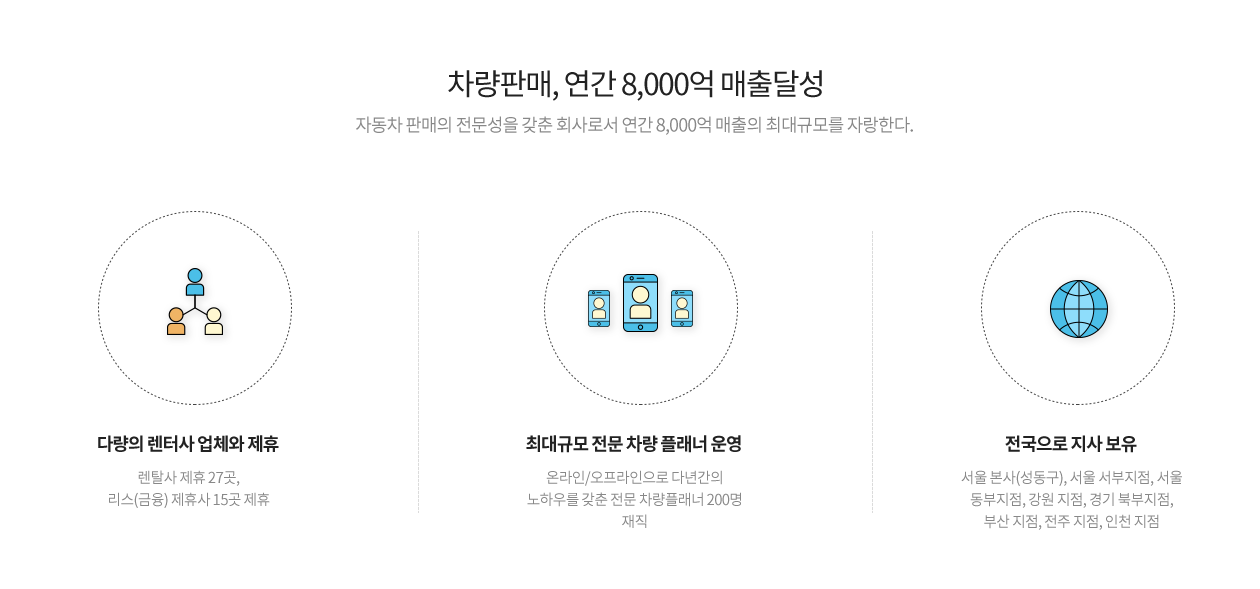 차량판매, 연간 8,000억 매출달성
자동차 판매의 전문성을 갖춘 회사로서 연간 8,000억 매출의 최대규모를 자랑한다.
다량의 렌터사 업체와 제휴
렌탈사 제휴 27곳,
리스(금융) 제휴사 15곳 제휴
최대규모 전문 차량 플래너 운영
온라인/오프라인으로 다년간의
노하우를 갖춘 전문 차량플래너 200명
재직
전국으로 지사 보유
서울 본사(성동구), 서울 서부지점, 서울
동부지점, 강원 지점, 경기 북부지점,
부산 지점, 전주 지점, 인천 지점